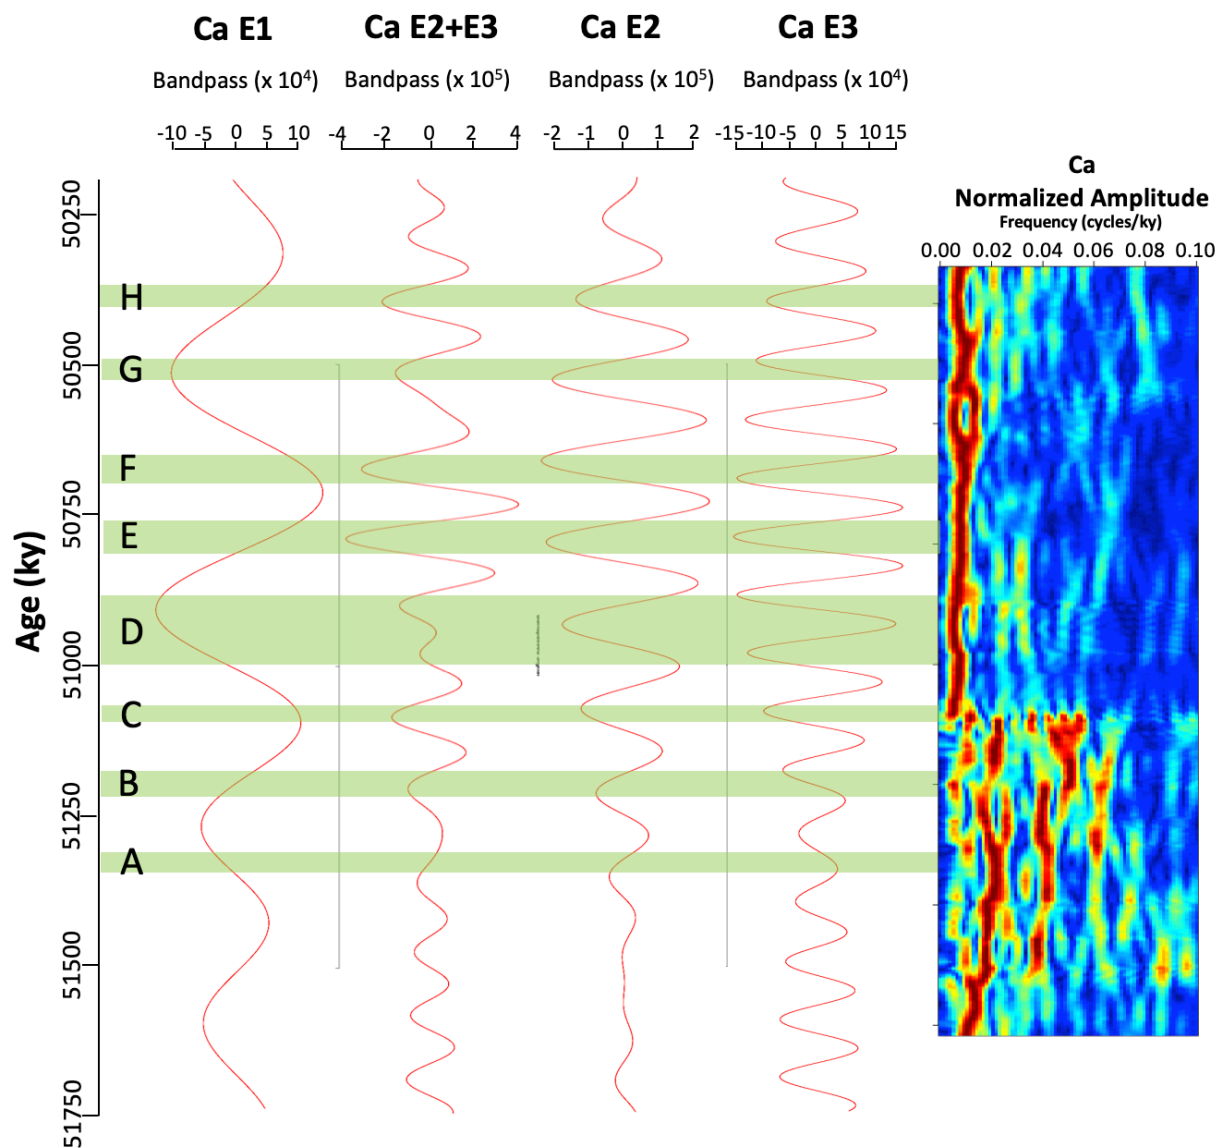 Ca E1 Ca E2+E3 Ca E2 Ca E3
Bandpass (x 10⁴) Bandpass (x 10⁵) Bandpass (x 10⁵) Bandpass (x 10⁴)
-10 -5 0 5 10 -4 -2 0 2 4 -2 -1 0 1 2 -15 -10 -5 0 5 10 15
Ca
Normalized Amplitude
Frequency (cycles/ky)
0.00 0.02 0.04 0.06 0.08 0.10
Age (ky)
50250
H
50500
G
F
50750
E
D
51000
C
B
51250
A
51500
51750